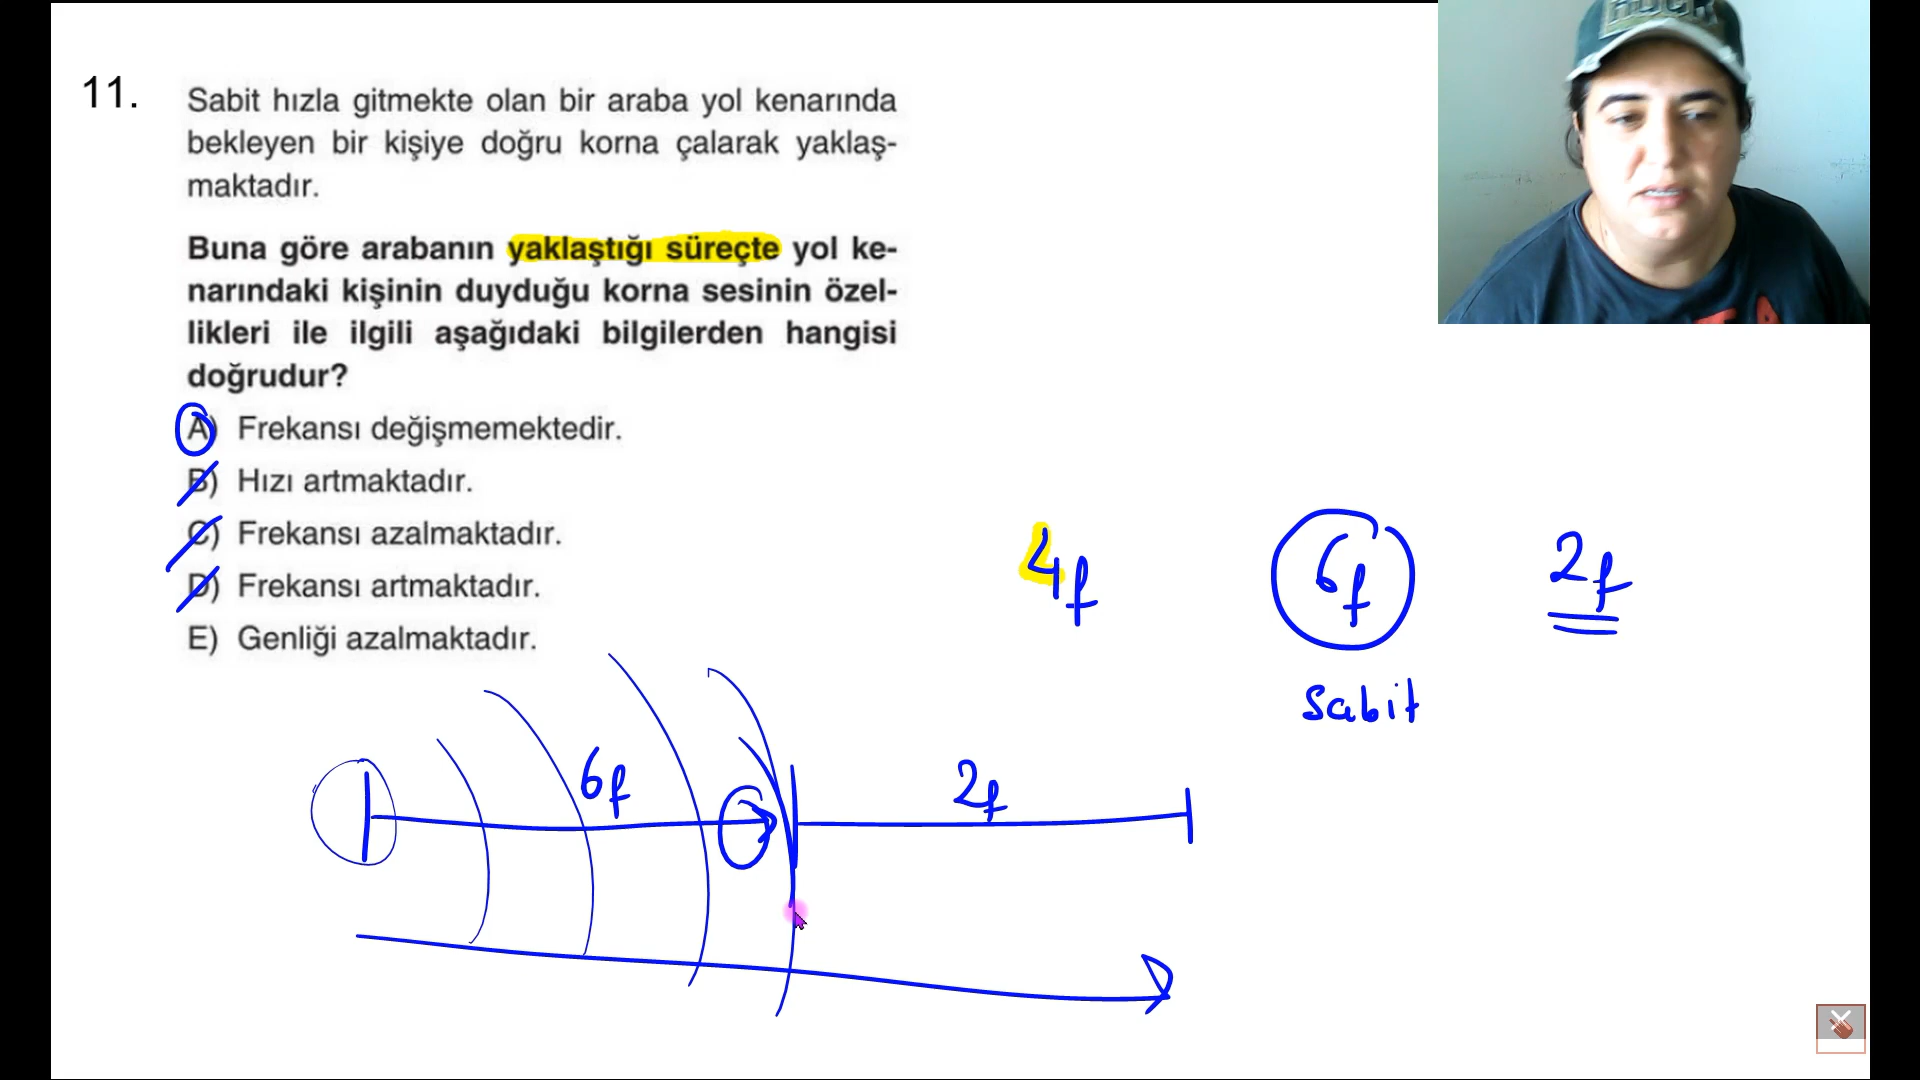 11.
Sabit hızla gitmekte olan bir araba yol kenarında
bekleyen bir kişiye doğru korna çalarak yaklaş-
maktadır.
Buna göre arabanın yaklaştığı süreçte yol ke-
narındaki kişinin duyduğu korna sesinin özel-
likleri ile ilgili aşağıdaki bilgilerden hangisi
doğrudur?
A) Frekansı değişmemektedir.
B) Hızı artmaktadır.
C) Frekansı azalmaktadır.
D) Frekansı artmaktadır.
E) Genliği azalmaktadır.
4f 6f 2f
Sabit
6f 2f